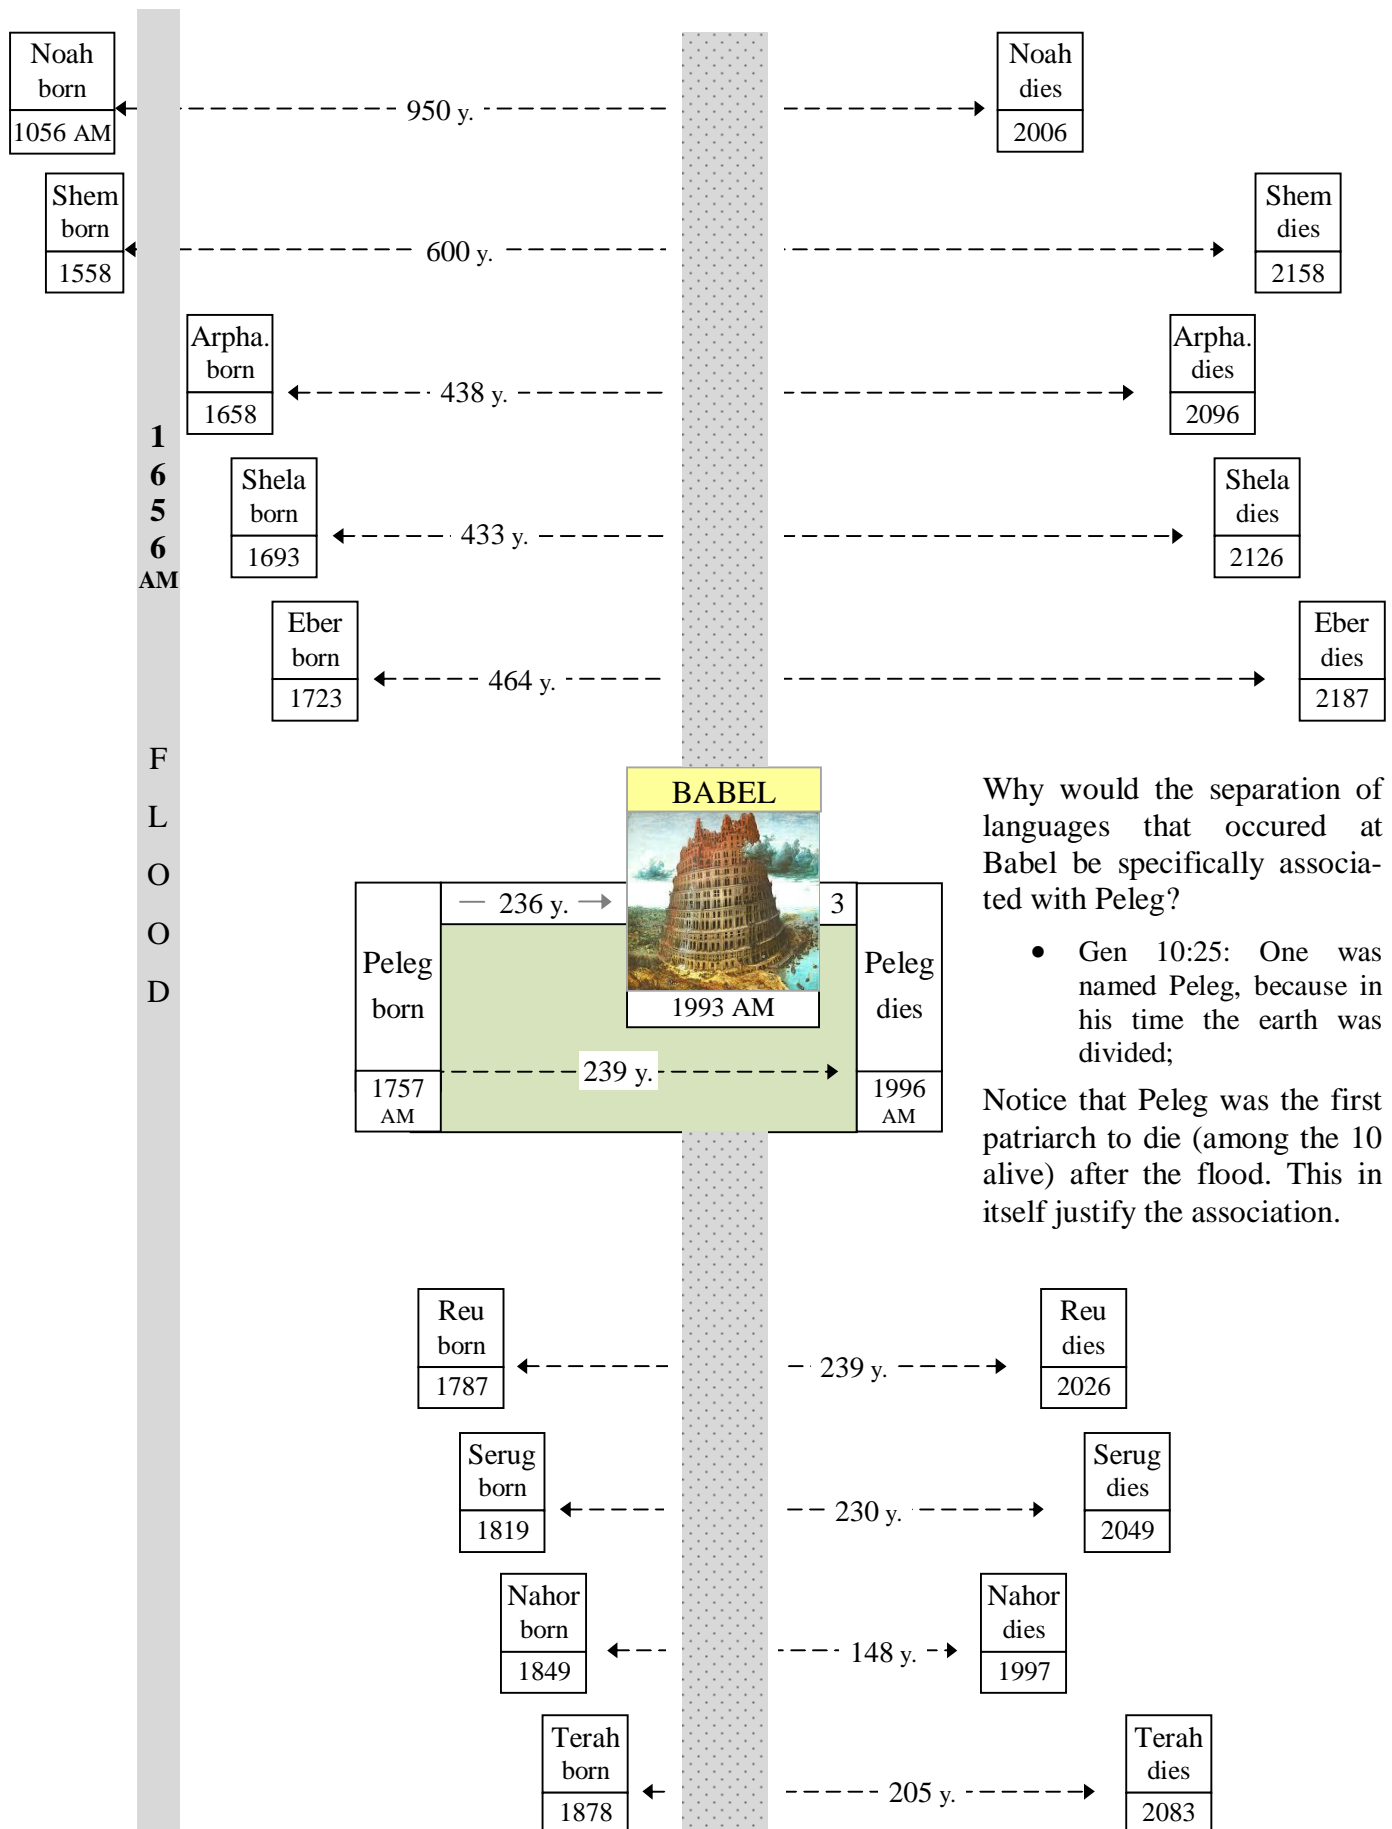 Noah
born
1056 AM
950 y.
Noah
dies
2006
Shem
born
1558
600 y.
Shem
dies
2158
Arpha.
born
1658
438 y.
Arpha.
dies
2096
1
6
5
6
AM
Shela
born
1693
433 y.
Shela
dies
2126
Eber
born
1723
464 y.
Eber
dies
2187
F
L
O
O
D
BABEL
1993 AM
236 y.
3
Peleg
born
1757
AM
239 y.
Peleg
dies
1996
AM
Why would the separation of
languages that occured at
Babel be specifically associa-
ted with Peleg?
• Gen 10:25: One was
named Peleg, because in
his time the earth was
divided;
Notice that Peleg was the first
patriarch to die (among the 10
alive) after the flood. This in
itself justify the association.
Reu
born
1787
239 y.
Reu
dies
2026
Serug
born
1819
230 y.
Serug
dies
2049
Nahor
born
1849
148 y.
Nahor
dies
1997
Terah
born
1878
205 y.
Terah
dies
2083